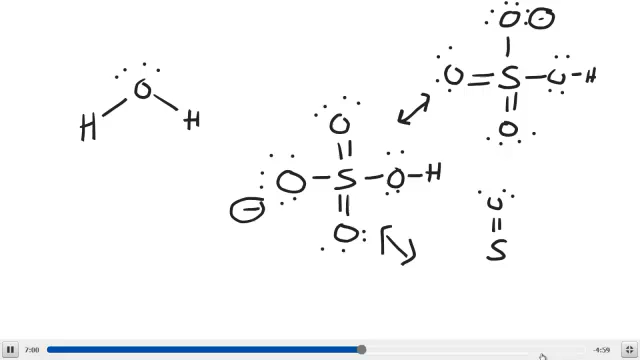 O ⊖
O = S - O - H
O
O
H H
O
O - S - O - H
⊖
O
O
S
7:00 -4:59